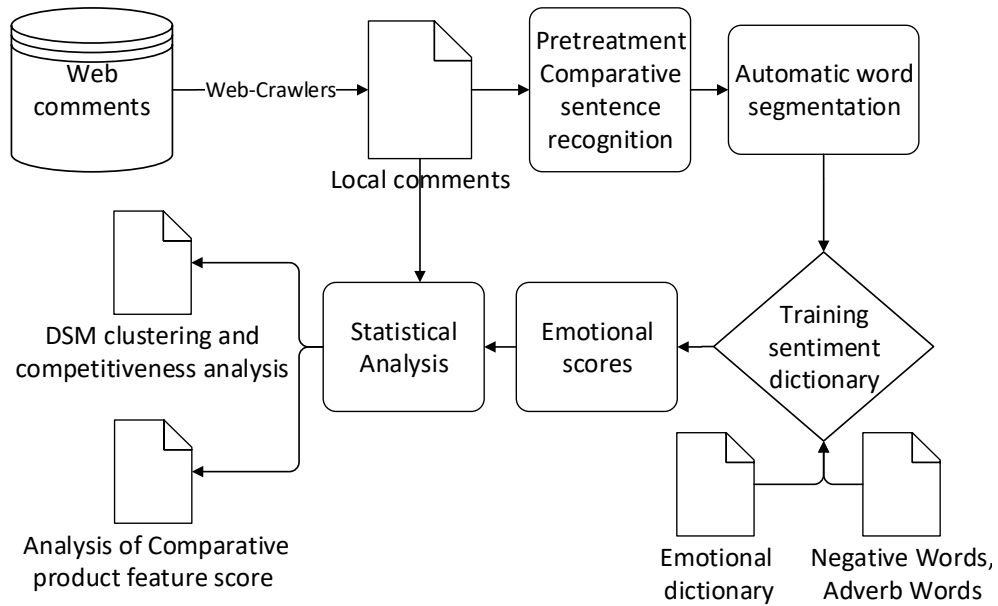 Web
comments
Web-Crawlers
Local comments
Pretreatment
Comparative
sentence
recognition
Automatic word
segmentation
Training
sentiment
dictionary
Emotional
scores
Statistical
Analysis
DSM clustering and
competitiveness analysis
Analysis of Comparative
product feature score
Emotional
dictionary
Negative Words,
Adverb Words